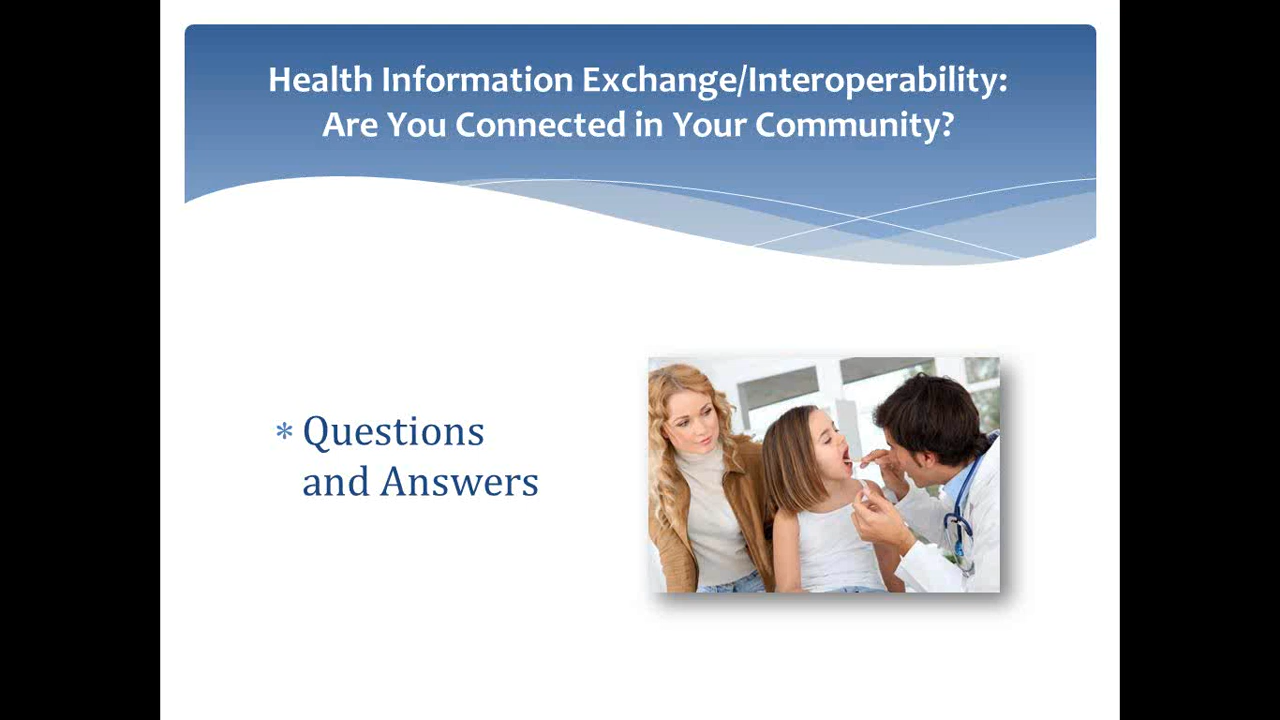 Health Information Exchange/Interoperability:
Are You Connected in Your Community?
* Questions
and Answers